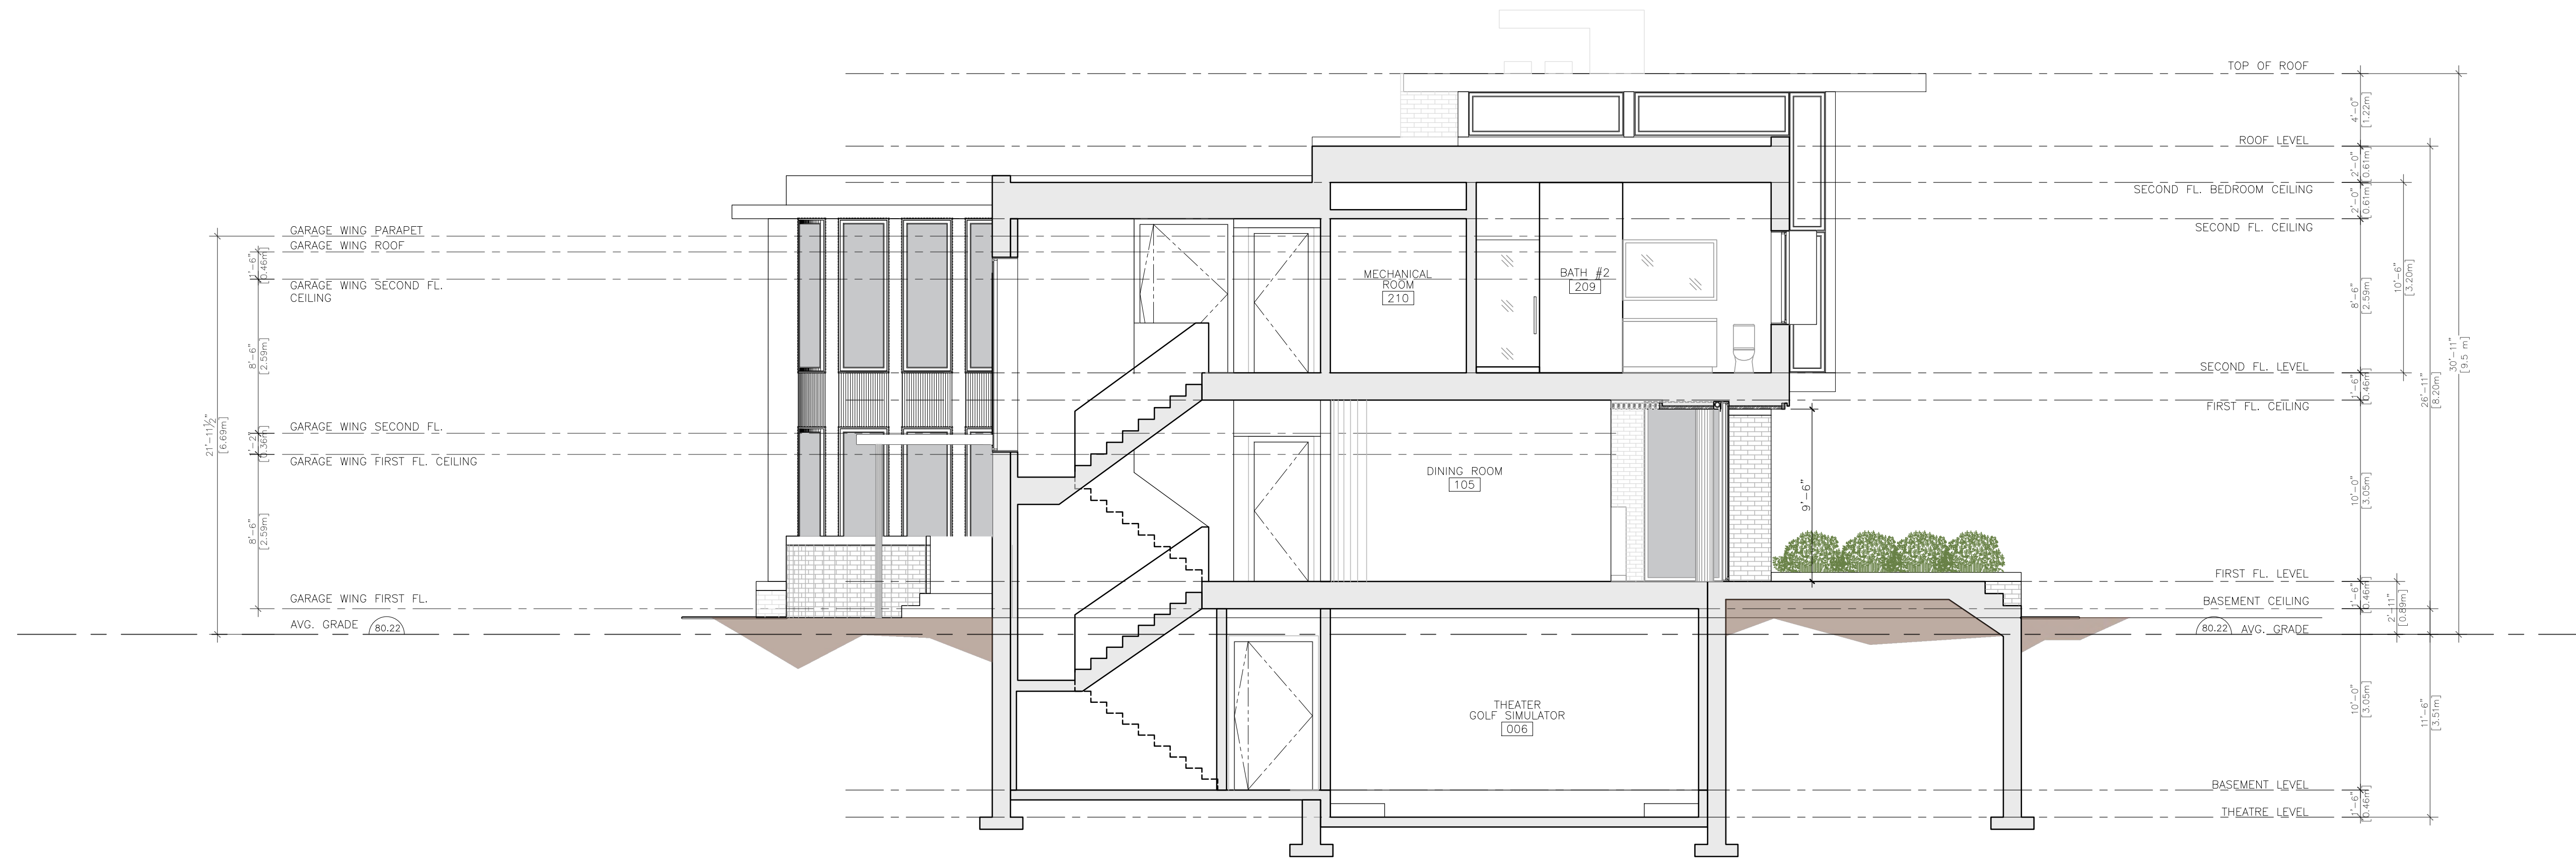 TOP OF ROOF
ROOF LEVEL
SECOND FL. BEDROOM CEILING
SECOND FL. CEILING
SECOND FL. LEVEL
FIRST FL. CEILING
FIRST FL. LEVEL
BASEMENT CEILING
80.22 AVG. GRADE
BASEMENT LEVEL
THEATRE LEVEL
4'-0"
[1.22m]
2'-0"
[0.61m]
2'-0"
[0.61m]
8'-6"
[2.59m]
1'-6"
[0.46m]
10'-0"
[3.05m]
1'-6"
[0.46m]
10'-0"
[3.05m]
1'-6"
[0.46m]
10'-6"
[3.20m]
2'-11"
[0.89m]
26'-11"
[8.20m]
11'-6"
[3.51m]
30'-11"
[9.5 m]
GARAGE WING PARAPET
GARAGE WING ROOF
GARAGE WING SECOND FL.
CEILING
GARAGE WING SECOND FL.
GARAGE WING FIRST FL. CEILING
GARAGE WING FIRST FL.
AVG. GRADE 80.22
21'-11½"
[6.69m]
1'-6"
[0.46m]
8'-6"
[2.59m]
1'-2"
[0.36m]
8'-6"
[2.59m]
MECHANICAL
ROOM
210
BATH #2
209
DINING ROOM
105
9'-6"
THEATER
GOLF SIMULATOR
006